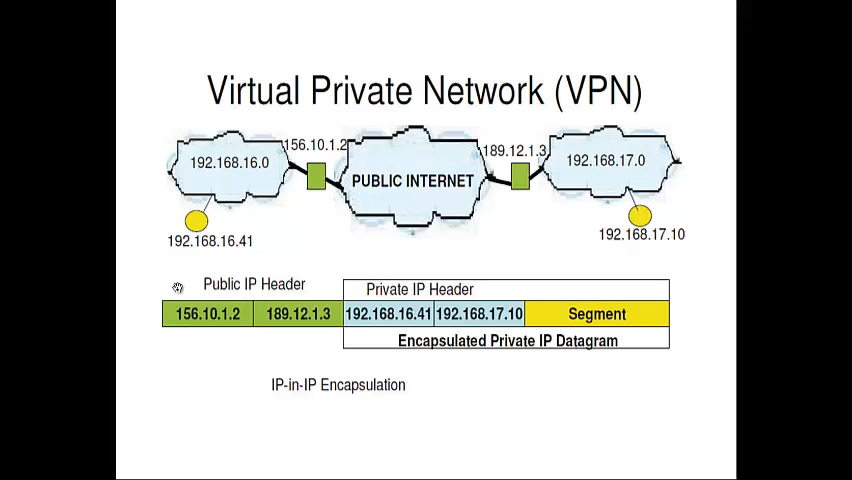 Virtual Private Network (VPN)
156.10.1.2
189.12.1.3
192.168.16.0
PUBLIC INTERNET
192.168.17.0
192.168.16.41
192.168.17.10
Public IP Header
Private IP Header
156.10.1.2 189.12.1.3 192.168.16.41 192.168.17.10 Segment
Encapsulated Private IP Datagram
IP-in-IP Encapsulation